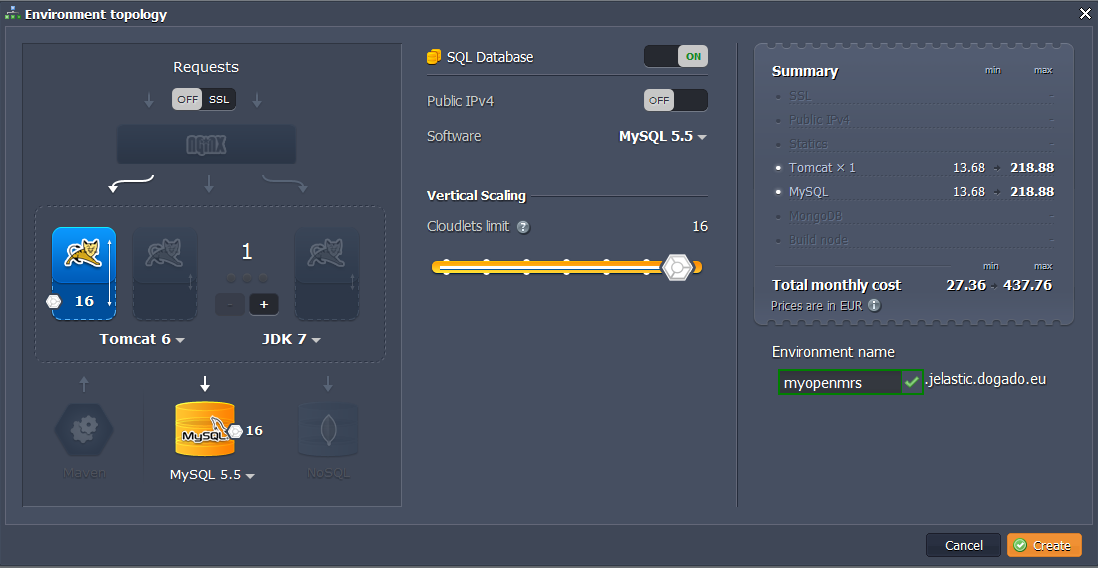 Environment topology
Requests
OFF SSL
NGINX
16
1
- +
Tomcat 6
JDK 7
MySQL
16
Maven
MySQL 5.5
NoSQL
SQL Database
ON
Public IPv4
OFF
Software
MySQL 5.5
Vertical Scaling
Cloudlets limit ?
16
Summary min max
SSL -
Public IPv4 -
Statics -
Tomcat × 1 13.68 → 218.88
MySQL 13.68 → 218.88
MongoDB -
Build node -
min max
Total monthly cost 27.36 → 437.76
Prices are in EUR i
Environment name
myopenmrs .jelastic.dogado.eu
Cancel
Create